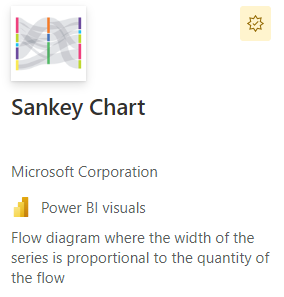 Sankey Chart
Microsoft Corporation
Power BI visuals
Flow diagram where the width of the
series is proportional to the quantity of
the flow